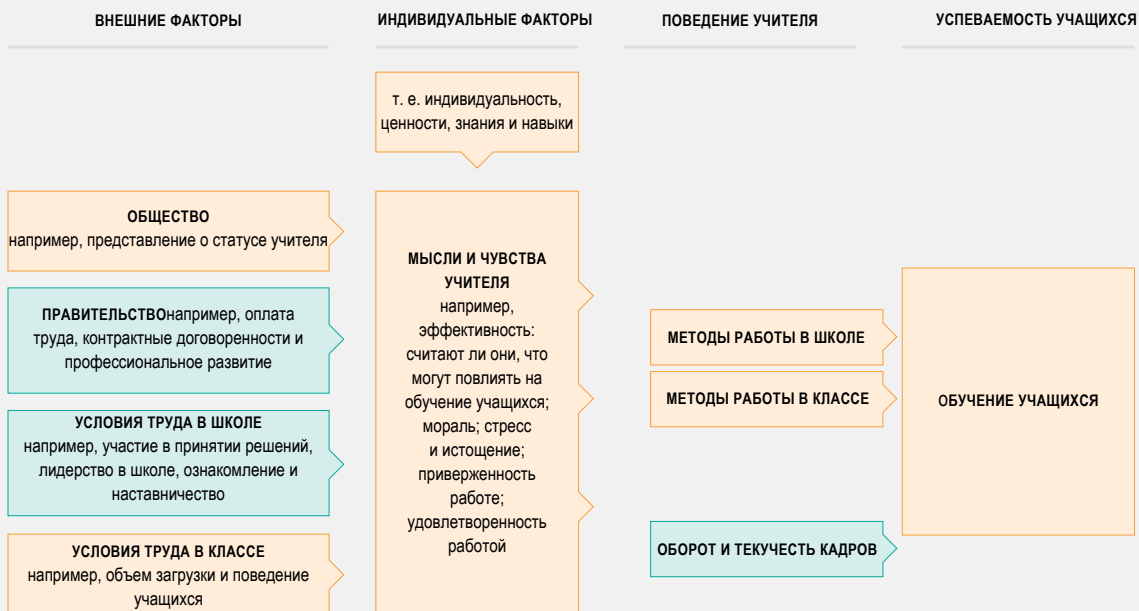 ВНЕШНИЕ ФАКТОРЫ
ИНДИВИДУАЛЬНЫЕ ФАКТОРЫ
ПОВЕДЕНИЕ УЧИТЕЛЯ
УСПЕВАЕМОСТЬ УЧАЩИХСЯ
т. е. индивидуальность,
ценности, знания и навыки
ОБЩЕСТВО
например, представление о статусе учителя
ПРАВИТЕЛЬСТВОнапример, оплата
труда, контрактные договоренности и
профессиональное развитие
УСЛОВИЯ ТРУДА В ШКОЛЕ
например, участие в принятии решений,
лидерство в школе, ознакомление и
наставничество
УСЛОВИЯ ТРУДА В КЛАССЕ
например, объем загрузки и поведение
учащихся
МЫСЛИ И ЧУВСТВА
УЧИТЕЛЯ
например,
эффективность:
считают ли они, что
могут повлиять на
обучение учащихся;
мораль; стресс
и истощение;
приверженность
работе;
удовлетворенность
работой
МЕТОДЫ РАБОТЫ В ШКОЛЕ
МЕТОДЫ РАБОТЫ В КЛАССЕ
ОБОРОТ И ТЕКУЧЕСТЬ КАДРОВ
ОБУЧЕНИЕ УЧАЩИХСЯ